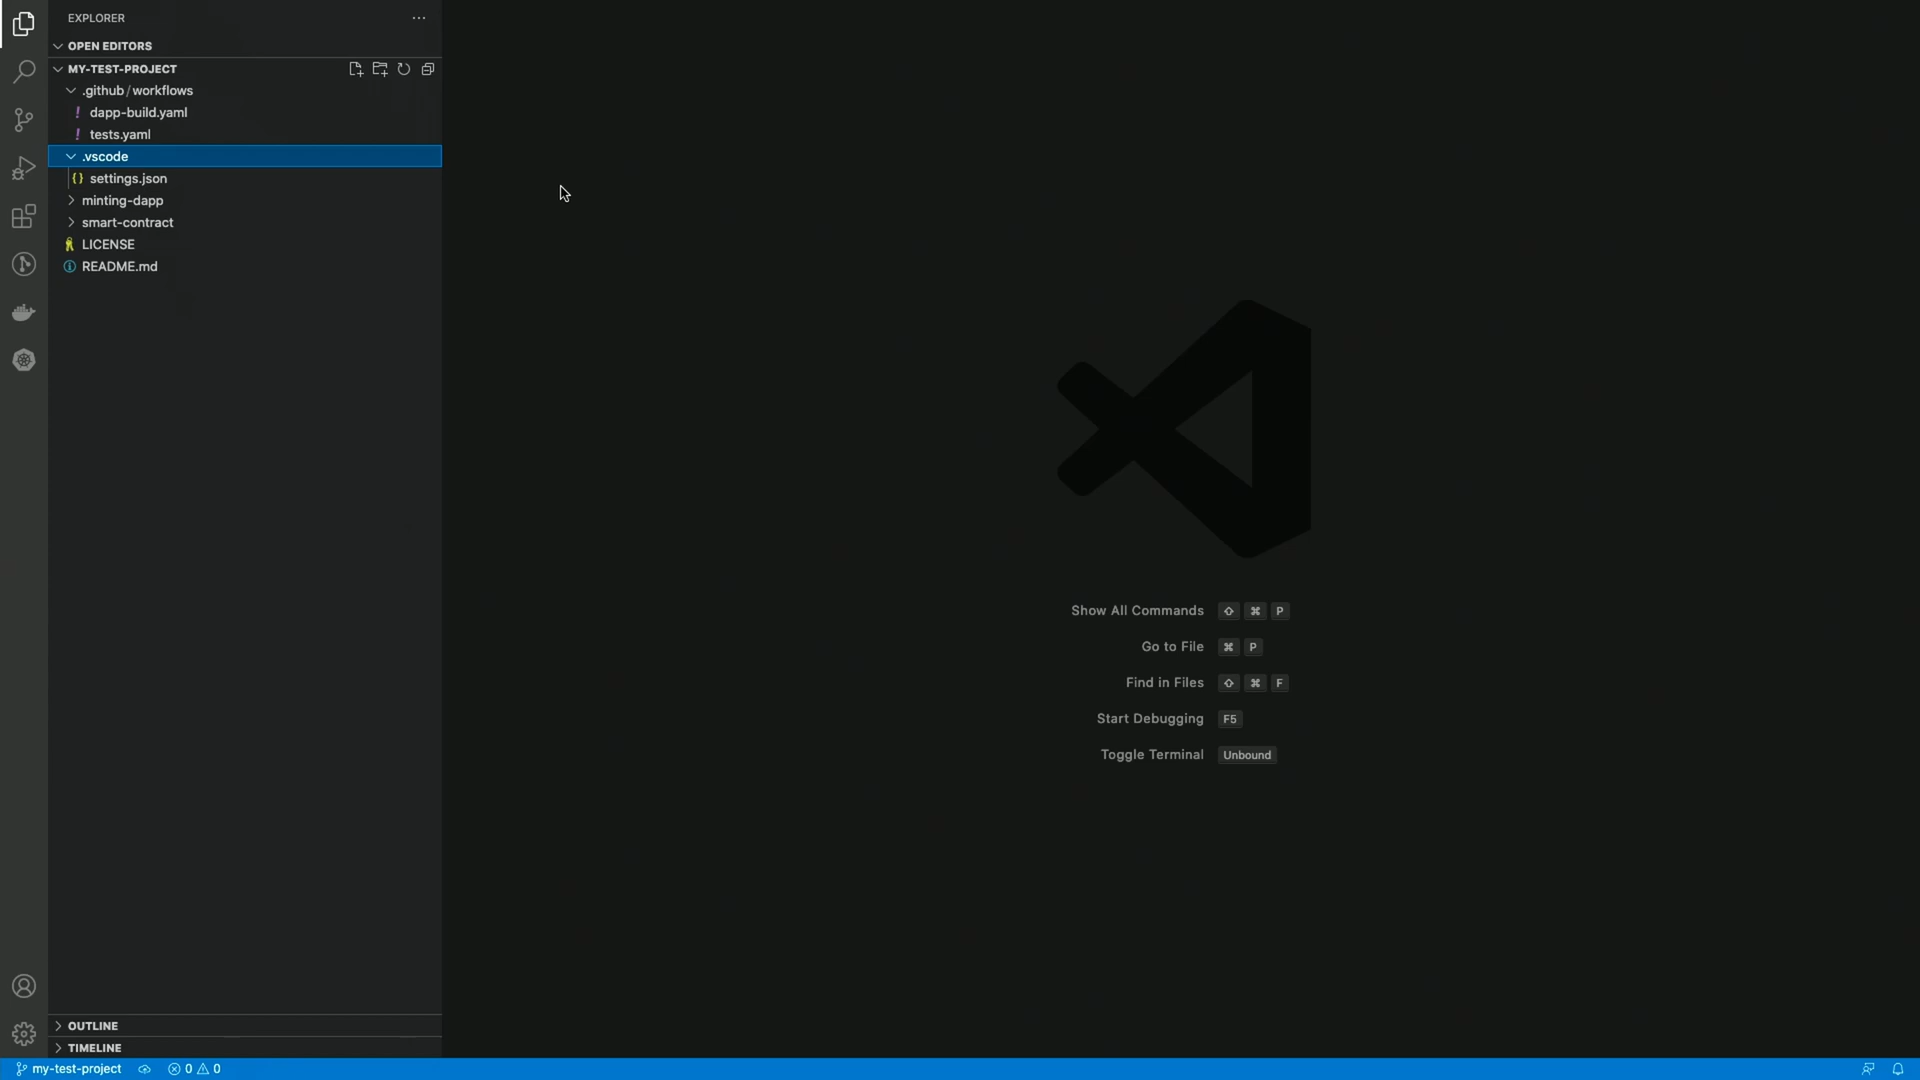 EXPLORER
OPEN EDITORS
MY-TEST-PROJECT
.github / workflows
! dapp-build.yaml
! tests.yaml
.vscode
{} settings.json
minting-dapp
smart-contract
LICENSE
README.md
Show All Commands ⇧ ⌘ P
Go to File ⌘ P
Find in Files ⇧ ⌘ F
Start Debugging F5
Toggle Terminal Unbound
OUTLINE
TIMELINE
my-test-project 0 0